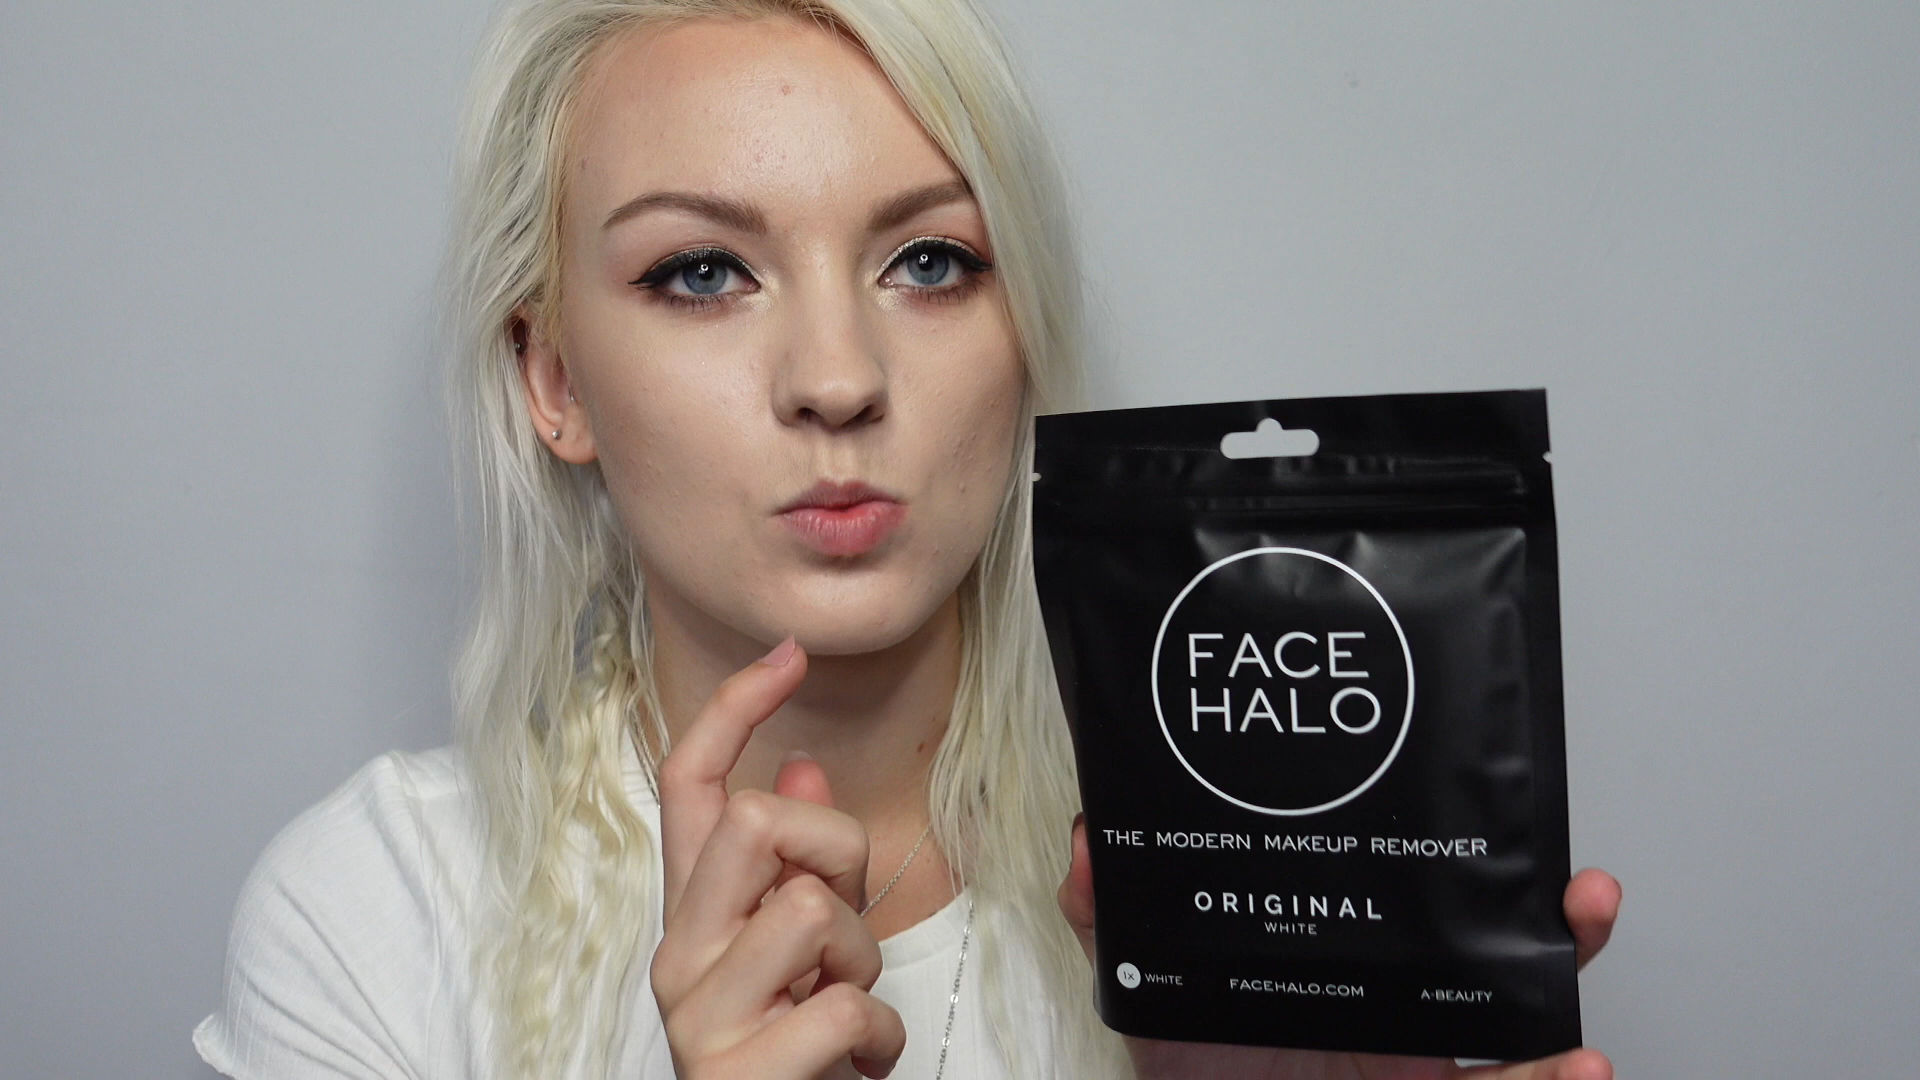 FACE
HALO
THE MODERN MAKEUP REMOVER
ORIGINAL
WHITE
1X WHITE
FACEHALO.COM
A-BEAUTY